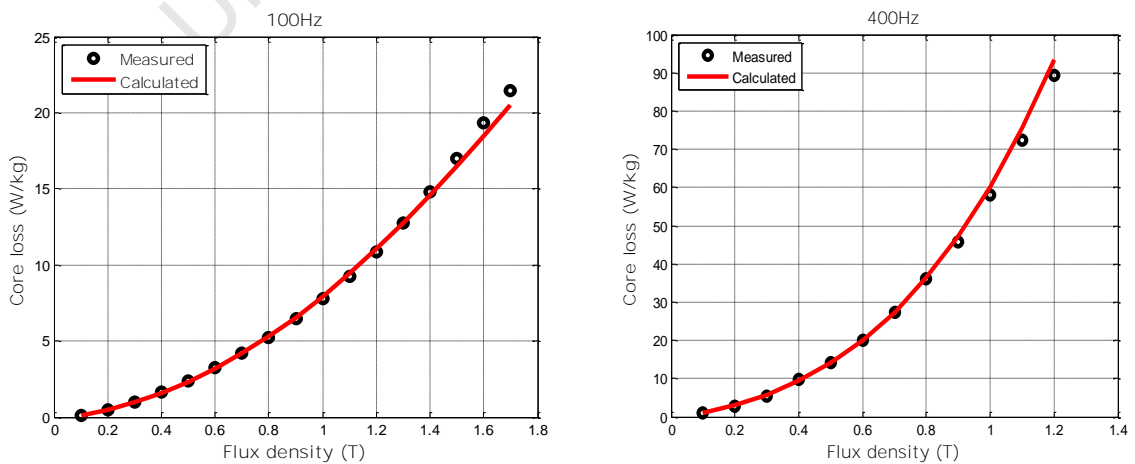 100Hz
Measured
Calculated
25
20
15
10
5
0
0 0.2 0.4 0.6 0.8 1 1.2 1.4 1.6 1.8
Core loss (W/kg)
Flux density (T)
400Hz
Measured
Calculated
100
90
80
70
60
50
40
30
20
10
0
0 0.2 0.4 0.6 0.8 1 1.2 1.4
Core loss (W/kg)
Flux density (T)